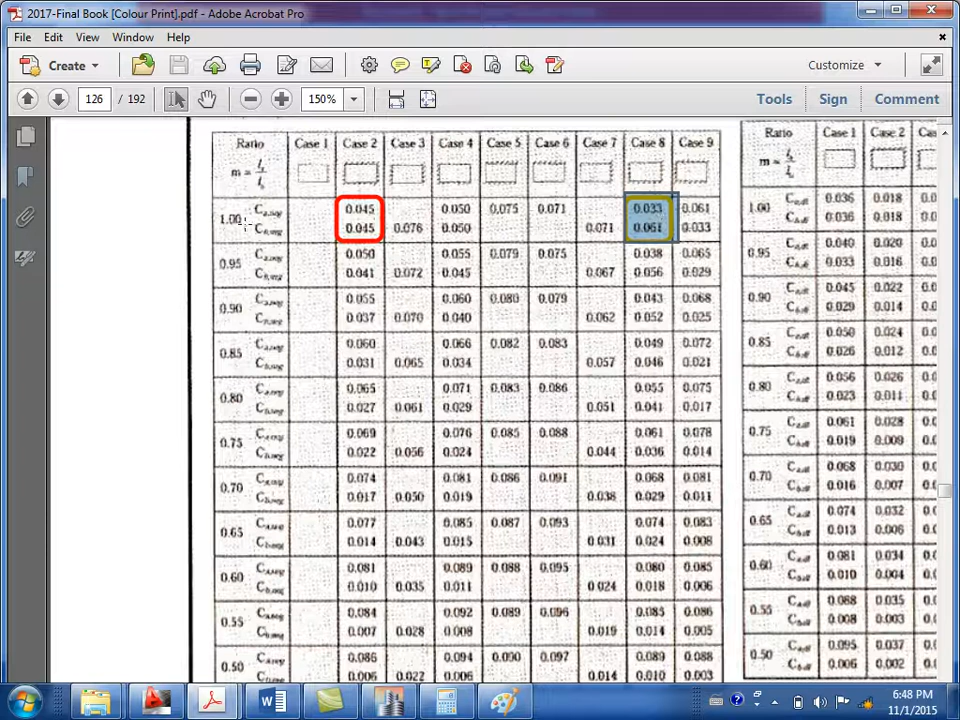 2017-Final Book [Colour Print].pdf - Adobe Acrobat Pro
File Edit View Window Help
Create Customize
126 / 192 150% Tools Sign Comment
Ratio Case 1 Case 2 Case 3 Case 4 Case 5 Case 6 Case 7 Case 8 Case 9 Ratio Case 1 Case 2
1.00 0.045 0.050 0.075 0.071 0.033 0.061
0.045 0.076 0.050 0.071 0.061 0.033
0.95 0.050 0.055 0.079 0.075 0.038 0.065
0.041 0.072 0.045 0.067 0.056 0.029
0.90 0.055 0.060 0.080 0.079 0.043 0.068
0.037 0.070 0.040 0.062 0.052 0.025
0.85 0.060 0.066 0.082 0.083 0.049 0.072
0.031 0.065 0.034 0.057 0.046 0.021
0.80 0.065 0.071 0.083 0.086 0.055 0.075
0.027 0.061 0.029 0.051 0.041 0.017
0.75 0.069 0.076 0.085 0.088 0.061 0.078
0.022 0.056 0.024 0.044 0.036 0.014
0.70 0.074 0.081 0.086 0.091 0.068 0.081
0.017 0.050 0.019 0.038 0.029 0.011
0.65 0.077 0.085 0.087 0.093 0.074 0.083
0.014 0.043 0.015 0.031 0.024 0.008
0.60 0.081 0.089 0.088 0.095 0.080 0.085
0.010 0.035 0.011 0.024 0.018 0.006
0.55 0.084 0.092 0.089 0.096 0.085 0.086
0.007 0.028 0.008 0.019 0.014 0.005
0.50 0.086 0.094 0.090 0.097 0.089 0.088
0.006 0.022 0.006 0.014 0.010 0.003
1.00 0.036 0.018
0.036 0.018
0.95 0.040 0.020
0.033 0.016
0.90 0.045 0.022
0.029 0.014
0.85 0.050 0.024
0.026 0.012
0.80 0.056 0.026
0.023 0.011
0.75 0.061 0.028
0.019 0.009
0.70 0.068 0.030
0.016 0.007
0.65 0.074 0.032
0.013 0.006
0.60 0.081 0.034
0.010 0.004
0.55 0.088 0.035
0.008 0.003
0.50 0.095 0.037
0.006 0.002
6:48 PM
11/1/2015